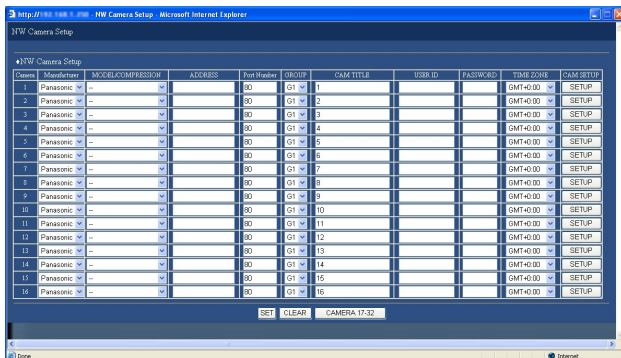 http:// - NW Camera Setup - Microsoft Internet Explorer
NW Camera Setup
♦NW Camera Setup
Camera Manufacturer MODEL/COMPRESSION ADDRESS Port Number GROUP CAM TITLE USER ID PASSWORD TIME ZONE CAM SETUP
1 Panasonic -- 80 G1 1 GMT+0:00 SETUP
2 Panasonic -- 80 G1 2 GMT+0:00 SETUP
3 Panasonic -- 80 G1 3 GMT+0:00 SETUP
4 Panasonic -- 80 G1 4 GMT+0:00 SETUP
5 Panasonic -- 80 G1 5 GMT+0:00 SETUP
6 Panasonic -- 80 G1 6 GMT+0:00 SETUP
7 Panasonic -- 80 G1 7 GMT+0:00 SETUP
8 Panasonic -- 80 G1 8 GMT+0:00 SETUP
9 Panasonic -- 80 G1 9 GMT+0:00 SETUP
10 Panasonic -- 80 G1 10 GMT+0:00 SETUP
11 Panasonic -- 80 G1 11 GMT+0:00 SETUP
12 Panasonic -- 80 G1 12 GMT+0:00 SETUP
13 Panasonic -- 80 G1 13 GMT+0:00 SETUP
14 Panasonic -- 80 G1 14 GMT+0:00 SETUP
15 Panasonic -- 80 G1 15 GMT+0:00 SETUP
16 Panasonic -- 80 G1 16 GMT+0:00 SETUP
SET CLEAR CAMERA 17-32
Done Internet